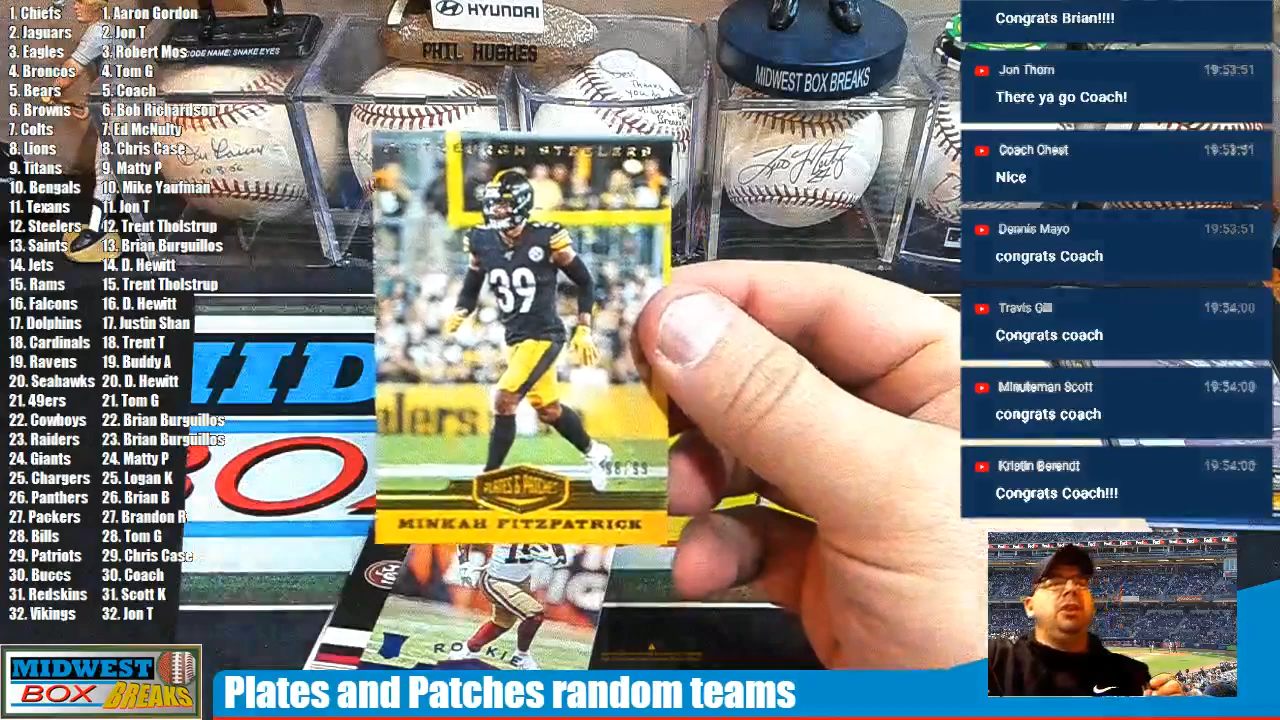 1. Chiefs 1. Aaron Gordon
2. Jaguars 2. Jon T
3. Eagles 3. Robert Mos
4. Broncos 4. Tom G
5. Bears 5. Coach
6. Browns 6. Bob Richardson
7. Colts 7. Ed McNulty
8. Lions 8. Chris Case
9. Titans 9. Matty P
10. Bengals 10. Mike Yaufman
11. Texans 11. Jon T
12. Steelers 12. Trent Tholstrup
13. Saints 13. Brian Burguillos
14. Jets 14. D. Hewitt
15. Rams 15. Trent Tholstrup
16. Falcons 16. D. Hewitt
17. Dolphins 17. Justin Shan
18. Cardinals 18. Trent T
19. Ravens 19. Buddy A
20. Seahawks 20. D. Hewitt
21. 49ers 21. Tom G
22. Cowboys 22. Brian Burguillos
23. Raiders 23. Brian Burguillos
24. Giants 24. Matty P
25. Chargers 25. Logan K
26. Panthers 26. Brian B
27. Packers 27. Brandon R
28. Bills 28. Tom G
29. Patriots 29. Chris Case
30. Buccs 30. Coach
31. Redskins 31. Scott K
32. Vikings 32. Jon T
CODE NAME: SNAKE EYES
HYUNDAI
PHIL HUGHES
MIDWEST BOX BREAKS
STEELERS
39
PLATES & PATCHES
MINKAH FITZPATRICK
ROOKIE
Congrats Brian!!!!
Jon Thom 19:53:51
There ya go Coach!
Coach Chest 19:53:51
Nice
Dennis Mayo 19:53:51
congrats Coach
Travis Gill 19:54:00
Congrats coach
Minuteman Scott 19:54:00
congrats coach
Kristin Berendt 19:54:00
Congrats Coach!!!
MIDWEST
BOX BREAKS
Plates and Patches random teams